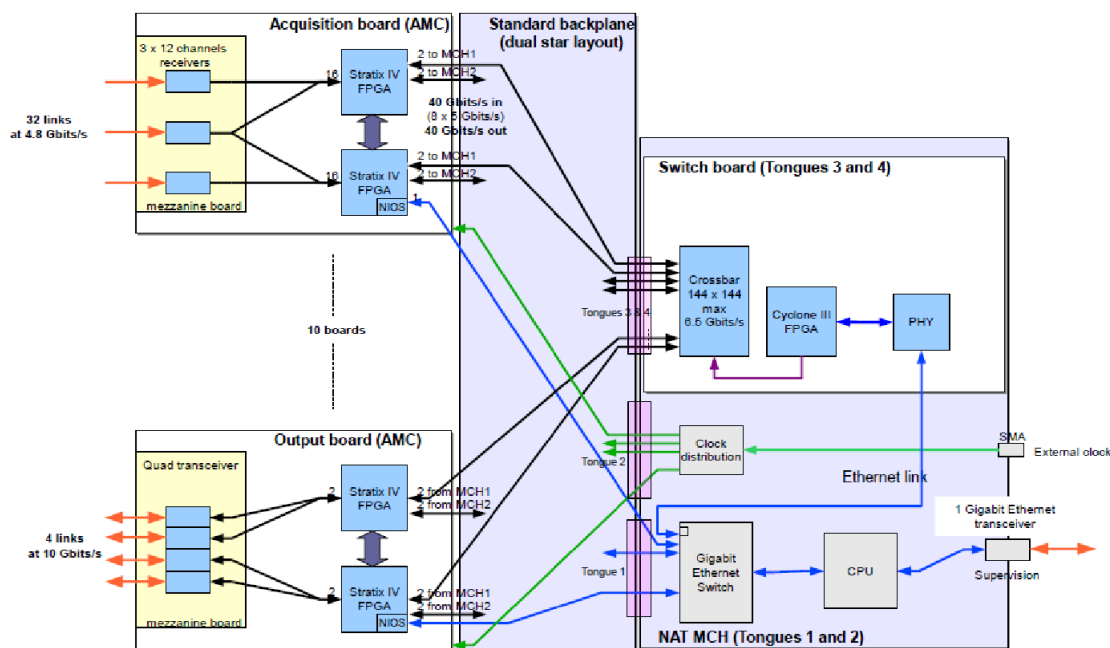 Acquisition board (AMC)
Standard backplane
(dual star layout)
3 x 12 channels
receivers
16
Stratix IV
FPGA
2 to MCH1
2 to MCH2
32 links
at 4.8 Gbits/s
40 Gbits/s in
(8 x 5 Gbits/s)
40 Gbits/s out
16
Stratix IV
FPGA
NIOS
2 to MCH1
2 to MCH2
1
mezzanine board
Switch board (Tongues 3 and 4)
Crossbar
144 x 144
max
6.5 Gbits/s
Cyclone III
FPGA
PHY
Tongues 3 & 4
10 boards
Output board (AMC)
Quad transceiver
2
Stratix IV
FPGA
2 from MCH1
2 from MCH2
4 links
at 10 Gbits/s
2
Stratix IV
FPGA
NIOS
2 from MCH1
2 from MCH2
mezzanine board
Clock
distribution
Tongue 2
SMA
External clock
Ethernet link
1 Gigabit Ethernet
transceiver
Tongue 1
Gigabit
Ethernet
Switch
CPU
Supervision
NAT MCH (Tongues 1 and 2)